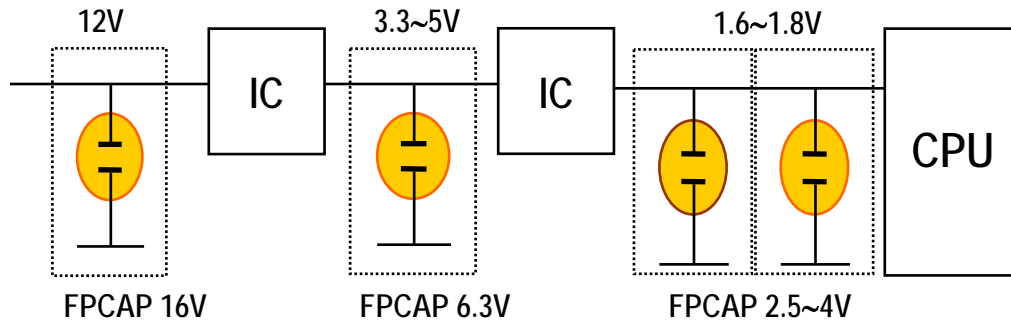 12V
3.3~5V
1.6~1.8V
IC
IC
CPU
FPCAP 16V
FPCAP 6.3V
FPCAP 2.5~4V